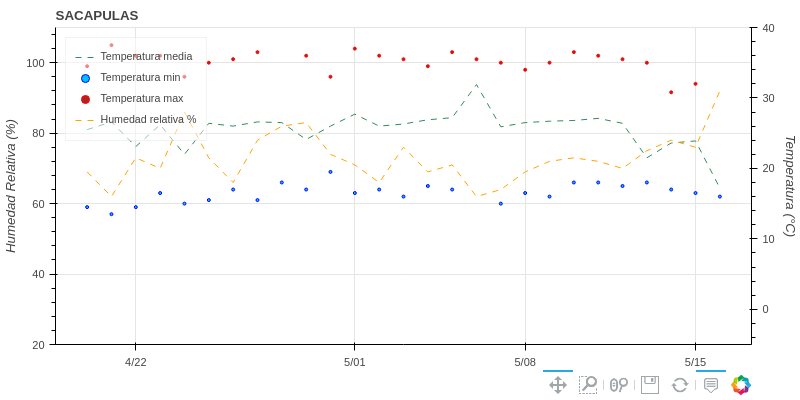 SACAPULAS
Temperatura media
Temperatura min
Temperatura max
Humedad relativa %
Humedad Relativa (%)
100
80
60
40
20
40
30
20
10
0
Temperatura (°C)
4/22
5/01
5/08
5/15